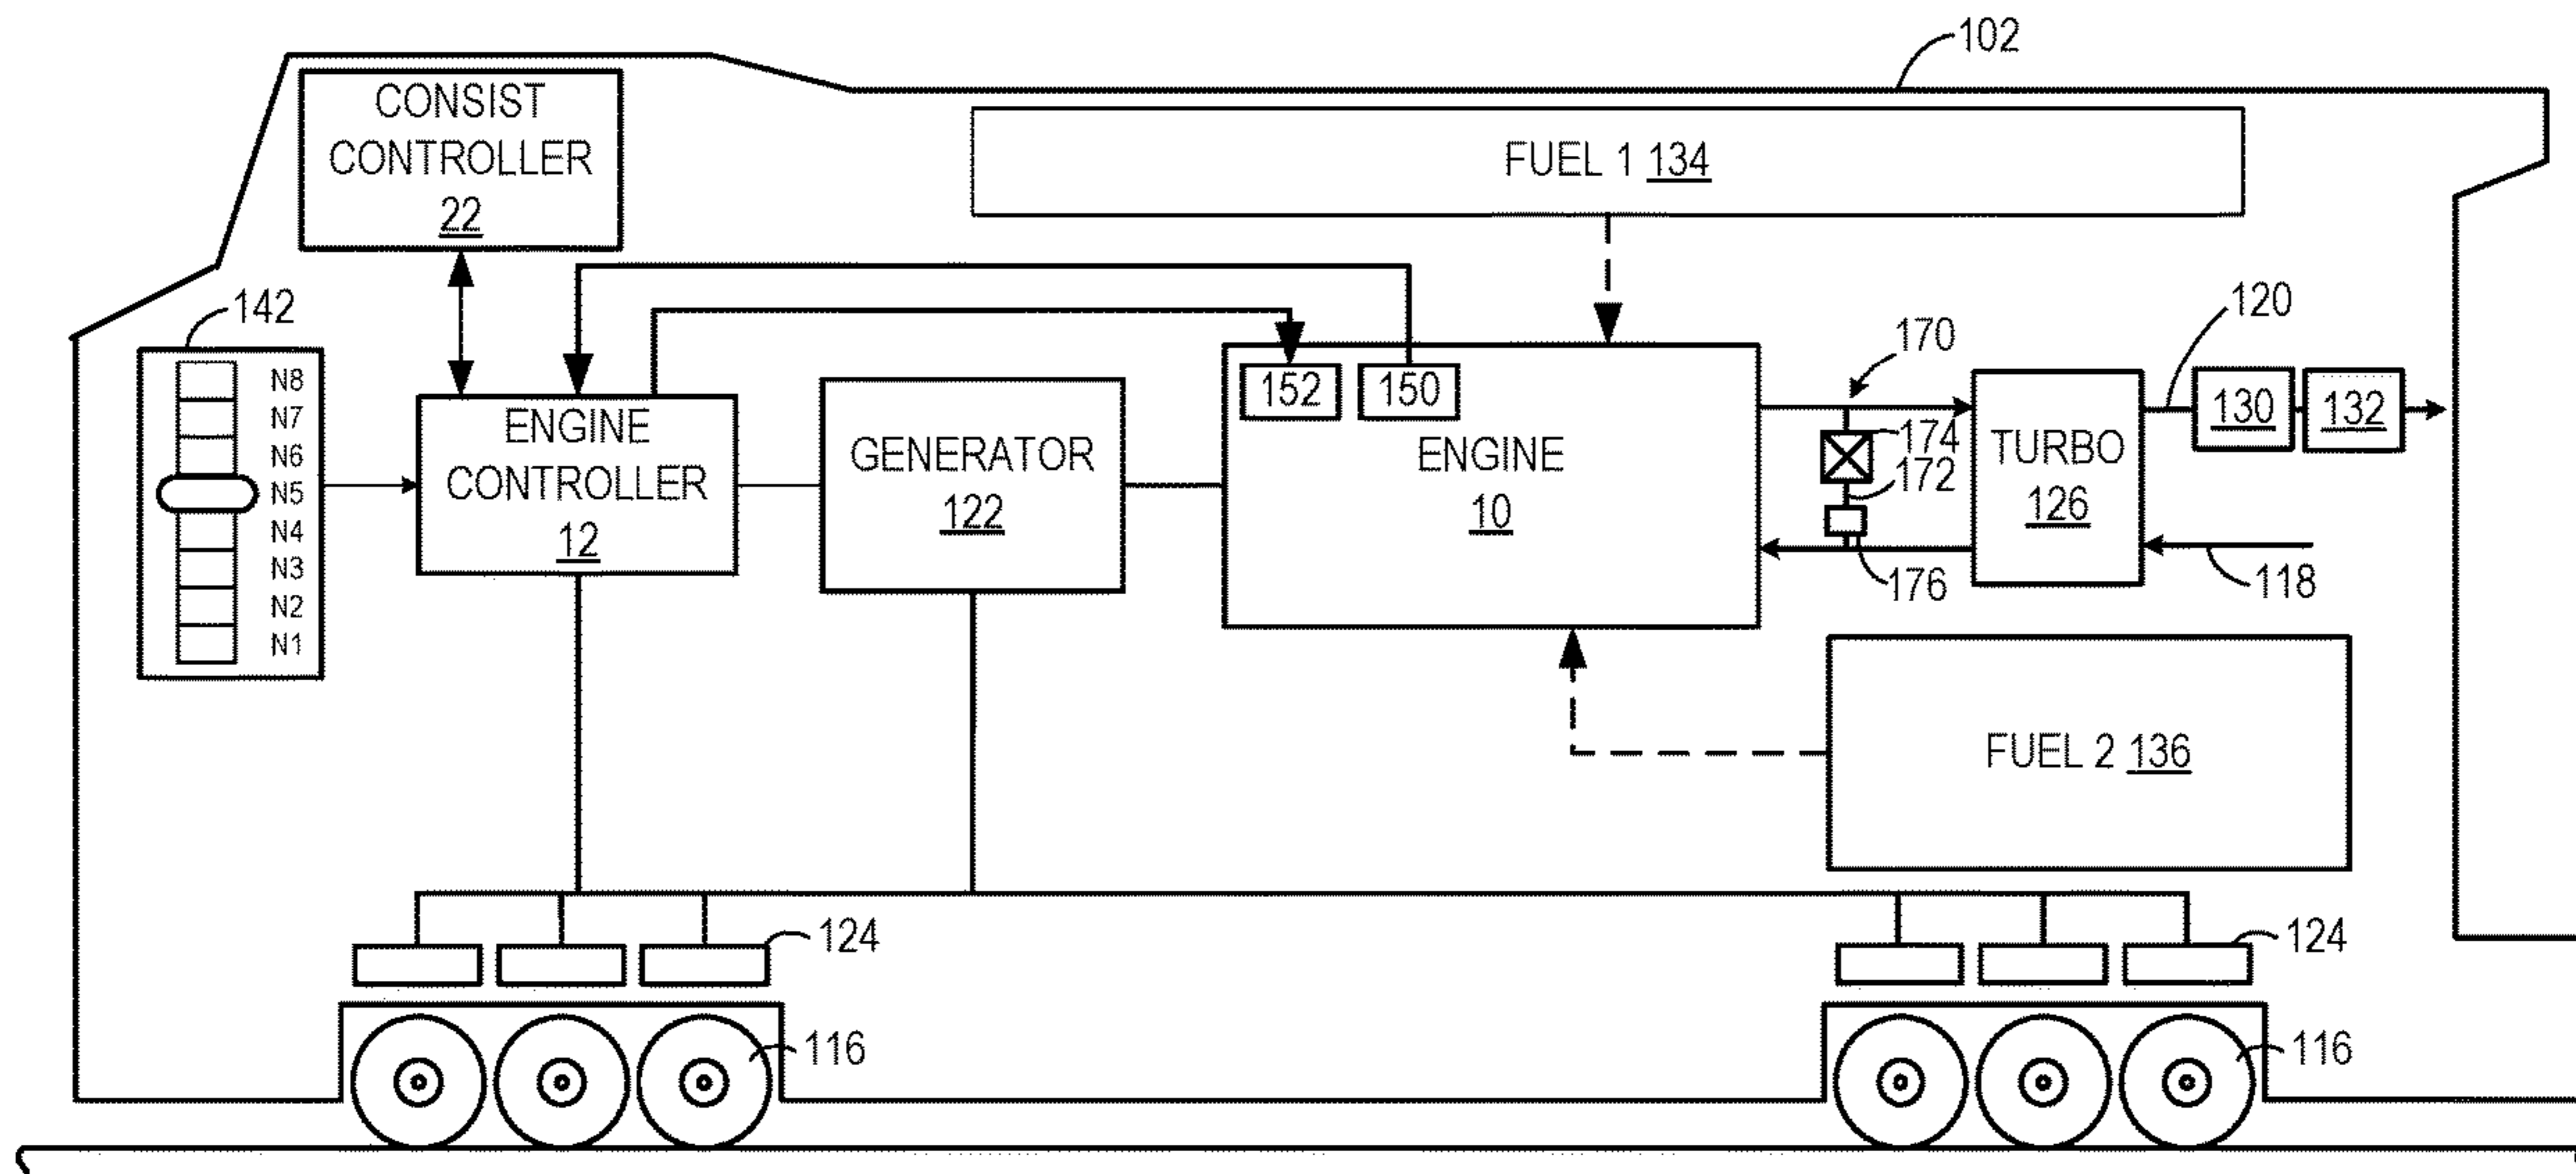 102
CONSIST
CONTROLLER
22
FUEL 1 134
142
N8
N7
N6
N5
N4
N3
N2
N1
ENGINE
CONTROLLER
12
GENERATOR
122
152
150
ENGINE
10
170
174
172
176
TURBO
126
120
130
132
118
FUEL 2 136
124
124
116
116